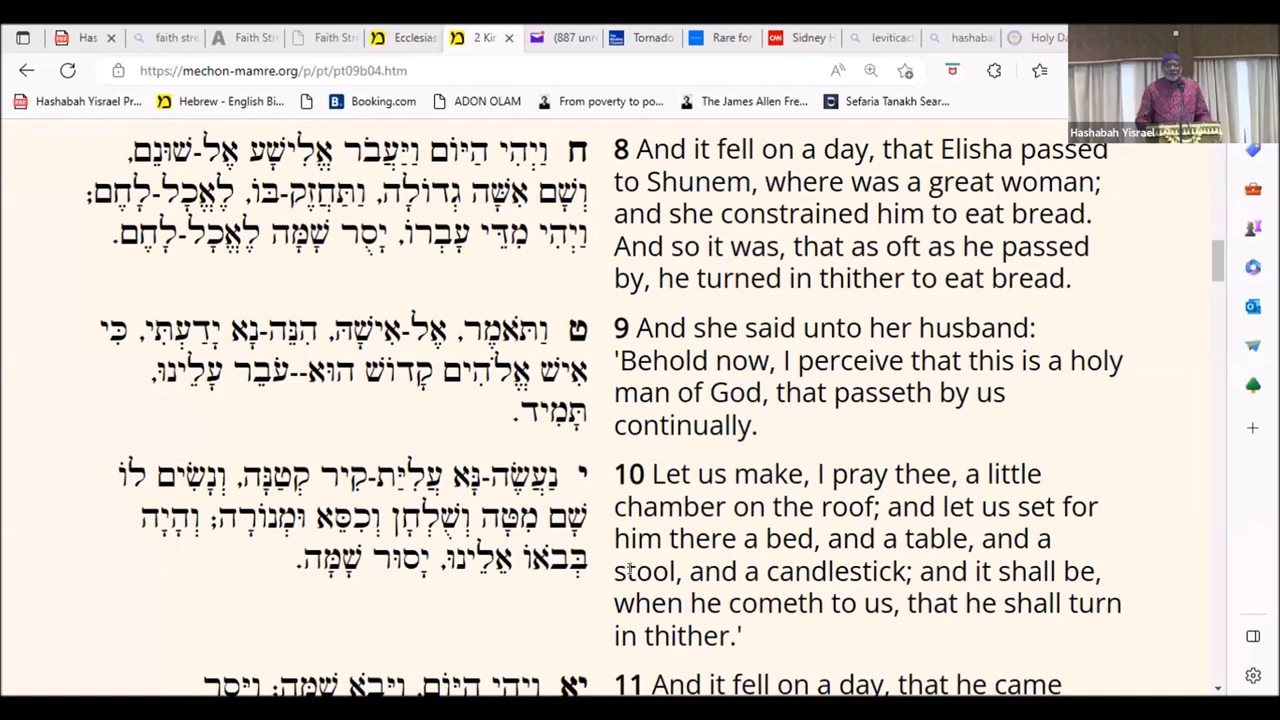 Has
faith stre
Faith Stre
Faith Stre
Ecclesias
2 Kin
(887 unr
Tornado
Rare for
Sidney H
leviticacl
hashabal
Holy Da
https://mechon-mamre.org/p/pt/pt09b04.htm
Hashabah Yisrael Pr...
Hebrew - English Bi...
Booking.com
ADON OLAM
From poverty to po...
The James Allen Fre...
Sefaria Tanakh Sear...
Hashabah Yisrael
ח וַיְהִי הַיּוֹם וַיַּעֲבֹר אֱלִישָׁע אֶל-שׁוּנֵם,
וְשָׁם אִשָּׁה גְדוֹלָה, וַתַּחֲזֶק-בּוֹ, לֶאֱכָל-לָחֶם;
וַיְהִי מִדֵּי עָבְרוֹ, יָסֻר שָׁמָּה לֶאֱכָל-לָחֶם.
8 And it fell on a day, that Elisha passed
to Shunem, where was a great woman;
and she constrained him to eat bread.
And so it was, that as oft as he passed
by, he turned in thither to eat bread.
ט וַתֹּאמֶר, אֶל-אִישָׁהּ, הִנֵּה-נָא יָדַעְתִּי, כִּי
אִישׁ אֱלֹהִים קָדוֹשׁ הוּא--עֹבֵר עָלֵינוּ,
תָּמִיד.
9 And she said unto her husband:
'Behold now, I perceive that this is a holy
man of God, that passeth by us
continually.
י נַעֲשֶׂה-נָּא עֲלִיַּת-קִיר קְטַנָּה, וְנָשִׂים לוֹ
שָׁם מִטָּה וְשֻׁלְחָן וְכִסֵּא וּמְנוֹרָה; וְהָיָה
בְּבֹאוֹ אֵלֵינוּ, יָסוּר שָׁמָּה.
10 Let us make, I pray thee, a little
chamber on the roof; and let us set for
him there a bed, and a table, and a
stool, and a candlestick; and it shall be,
when he cometh to us, that he shall turn
in thither.'
יא וַיְהִי הַיּוֹם, וַיָּבֹא שָׁמָּה; וַיָּסַר
11 And it fell on a day, that he came